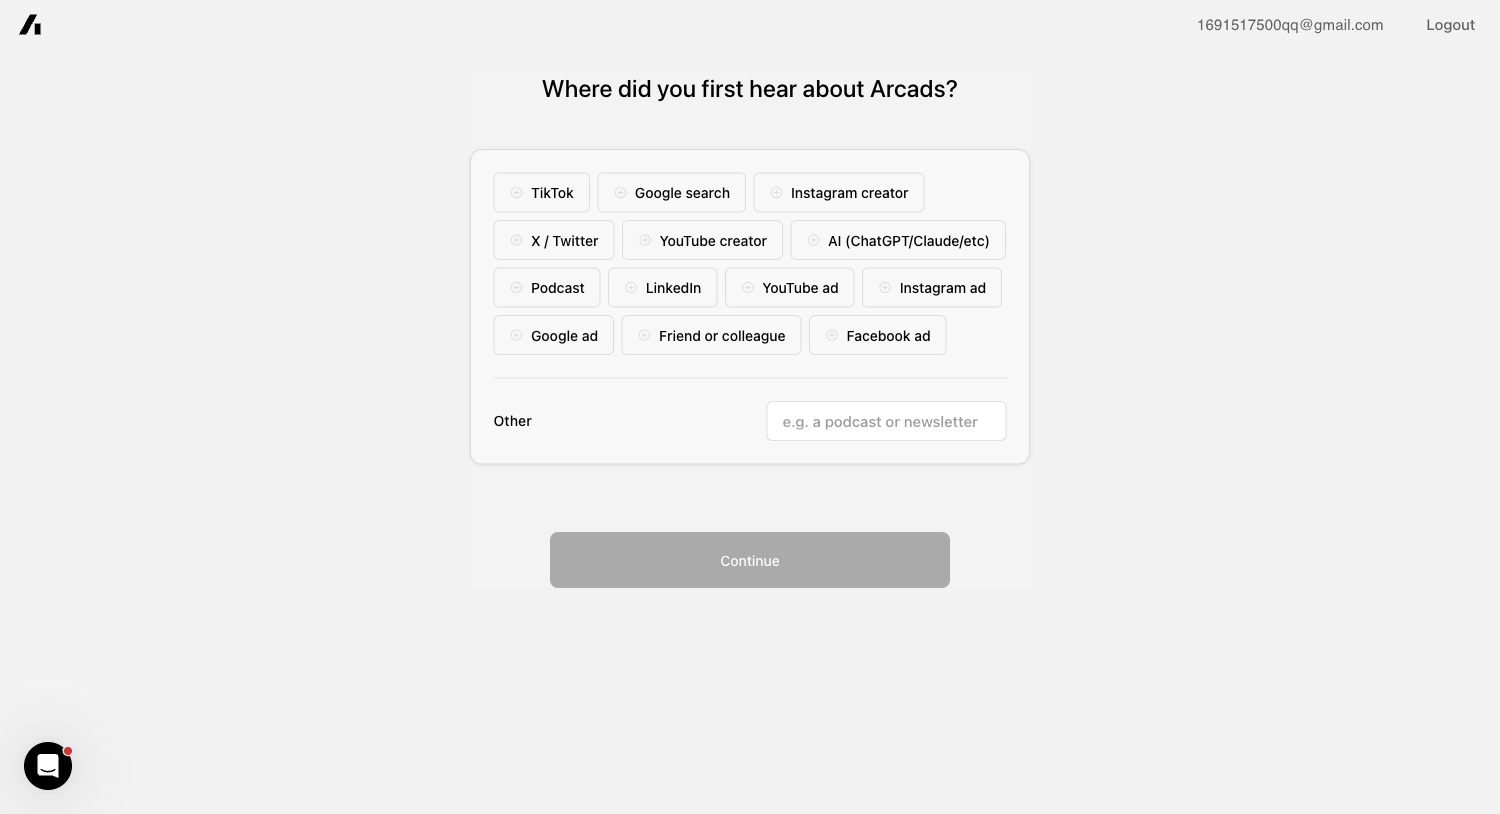 1691517500qq@gmail.com Logout
Where did you first hear about Arcads?
TikTok Google search Instagram creator
X / Twitter YouTube creator AI (ChatGPT/Claude/etc)
Podcast LinkedIn YouTube ad Instagram ad
Google ad Friend or colleague Facebook ad
Other e.g. a podcast or newsletter
Continue